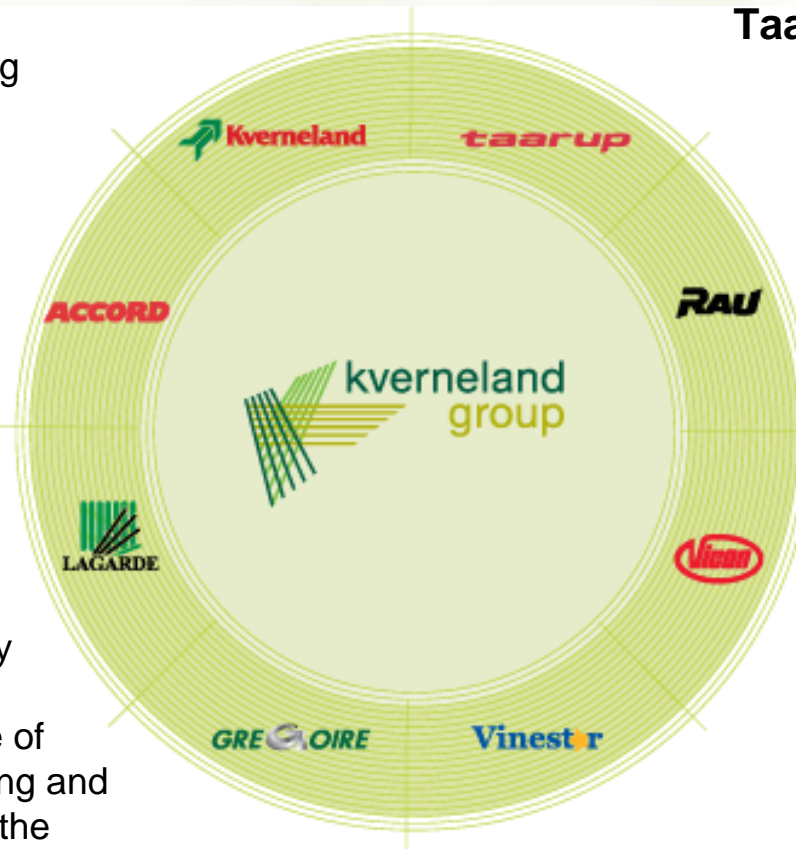 Taa
g
Kverneland
taarup
ACCORD
RAU
kverneland
group
LAGARDE
Vicon
y
GREGOIRE
Vinestar
e of
ng and
the